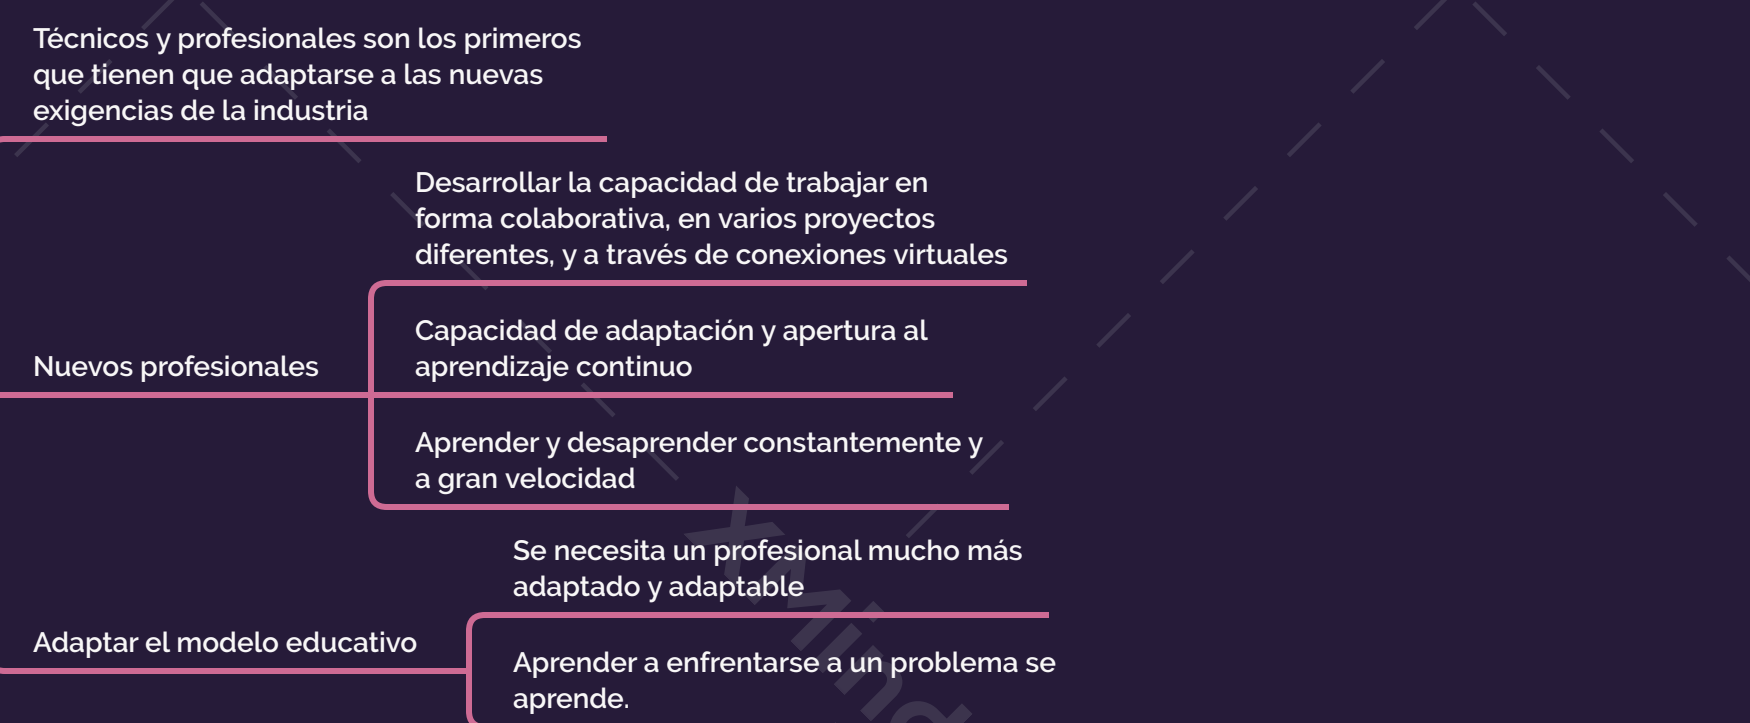 Técnicos y profesionales son los primeros
que tienen que adaptarse a las nuevas
exigencias de la industria
Desarrollar la capacidad de trabajar en
forma colaborativa, en varios proyectos
diferentes, y a través de conexiones virtuales
Nuevos profesionales
Capacidad de adaptación y apertura al
aprendizaje continuo
Aprender y desaprender constantemente y
a gran velocidad
Se necesita un profesional mucho más
adaptado y adaptable
Adaptar el modelo educativo
Aprender a enfrentarse a un problema se
aprende.
XMind